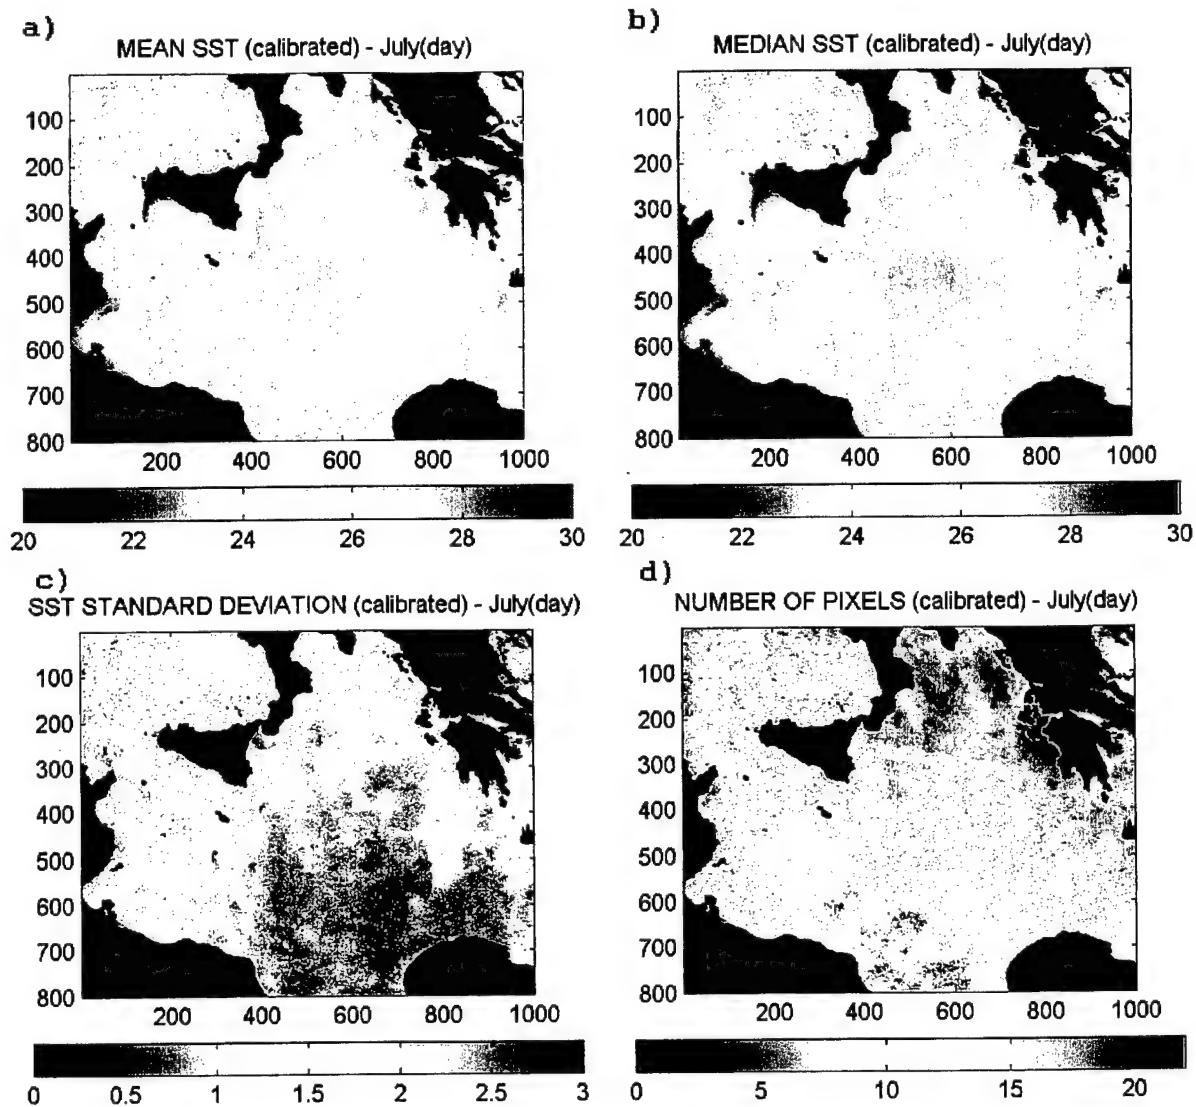 a)
MEAN SST (calibrated) - July(day)
100
200
300
400
500
600
700
800
200 400 600 800 1000
20 22 24 26 28 30
b)
MEDIAN SST (calibrated) - July(day)
100
200
300
400
500
600
700
800
200 400 600 800 1000
20 22 24 26 28 30
c)
SST STANDARD DEVIATION (calibrated) - July(day)
100
200
300
400
500
600
700
800
200 400 600 800 1000
0 0.5 1 1.5 2 2.5 3
d)
NUMBER OF PIXELS (calibrated) - July(day)
100
200
300
400
500
600
700
800
200 400 600 800 1000
0 5 10 15 20